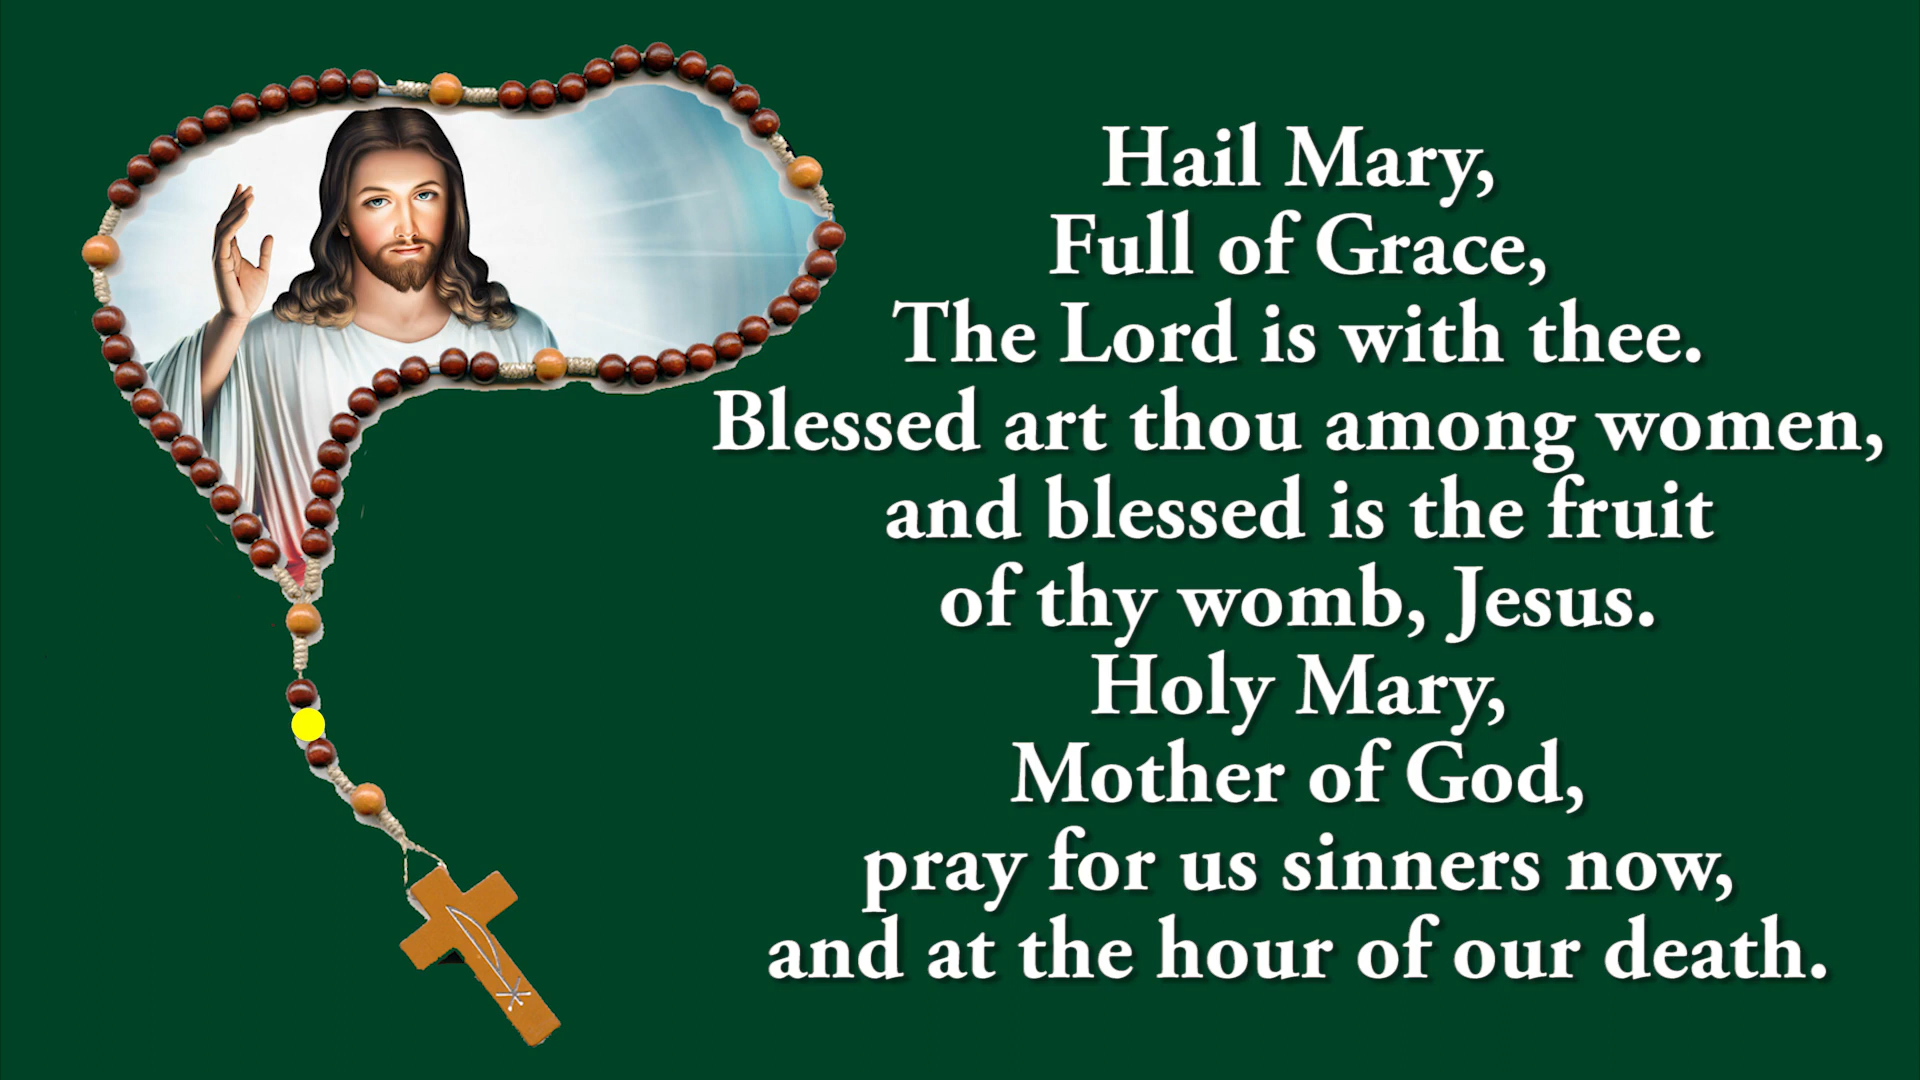 Hail Mary,
Full of Grace,
The Lord is with thee.
Blessed art thou among women,
and blessed is the fruit
of thy womb, Jesus.
Holy Mary,
Mother of God,
pray for us sinners now,
and at the hour of our death.